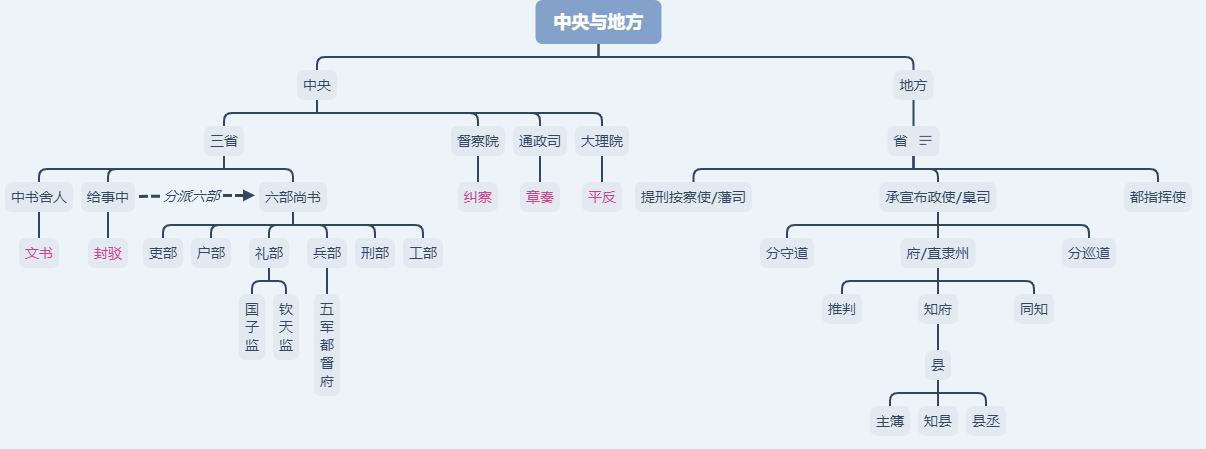 中央与地方
中央
地方
三省
督察院
通政司
大理院
省
中书舍人
给事中
分派六部
六部尚书
纠察
章奏
平反
提刑按察使/藩司
承宣布政使/臬司
都指挥使
文书
封驳
吏部
户部
礼部
兵部
刑部
工部
分守道
府/直隶州
分巡道
国子监
钦天监
五军都督府
推判
知府
同知
县
主簿
知县
县丞